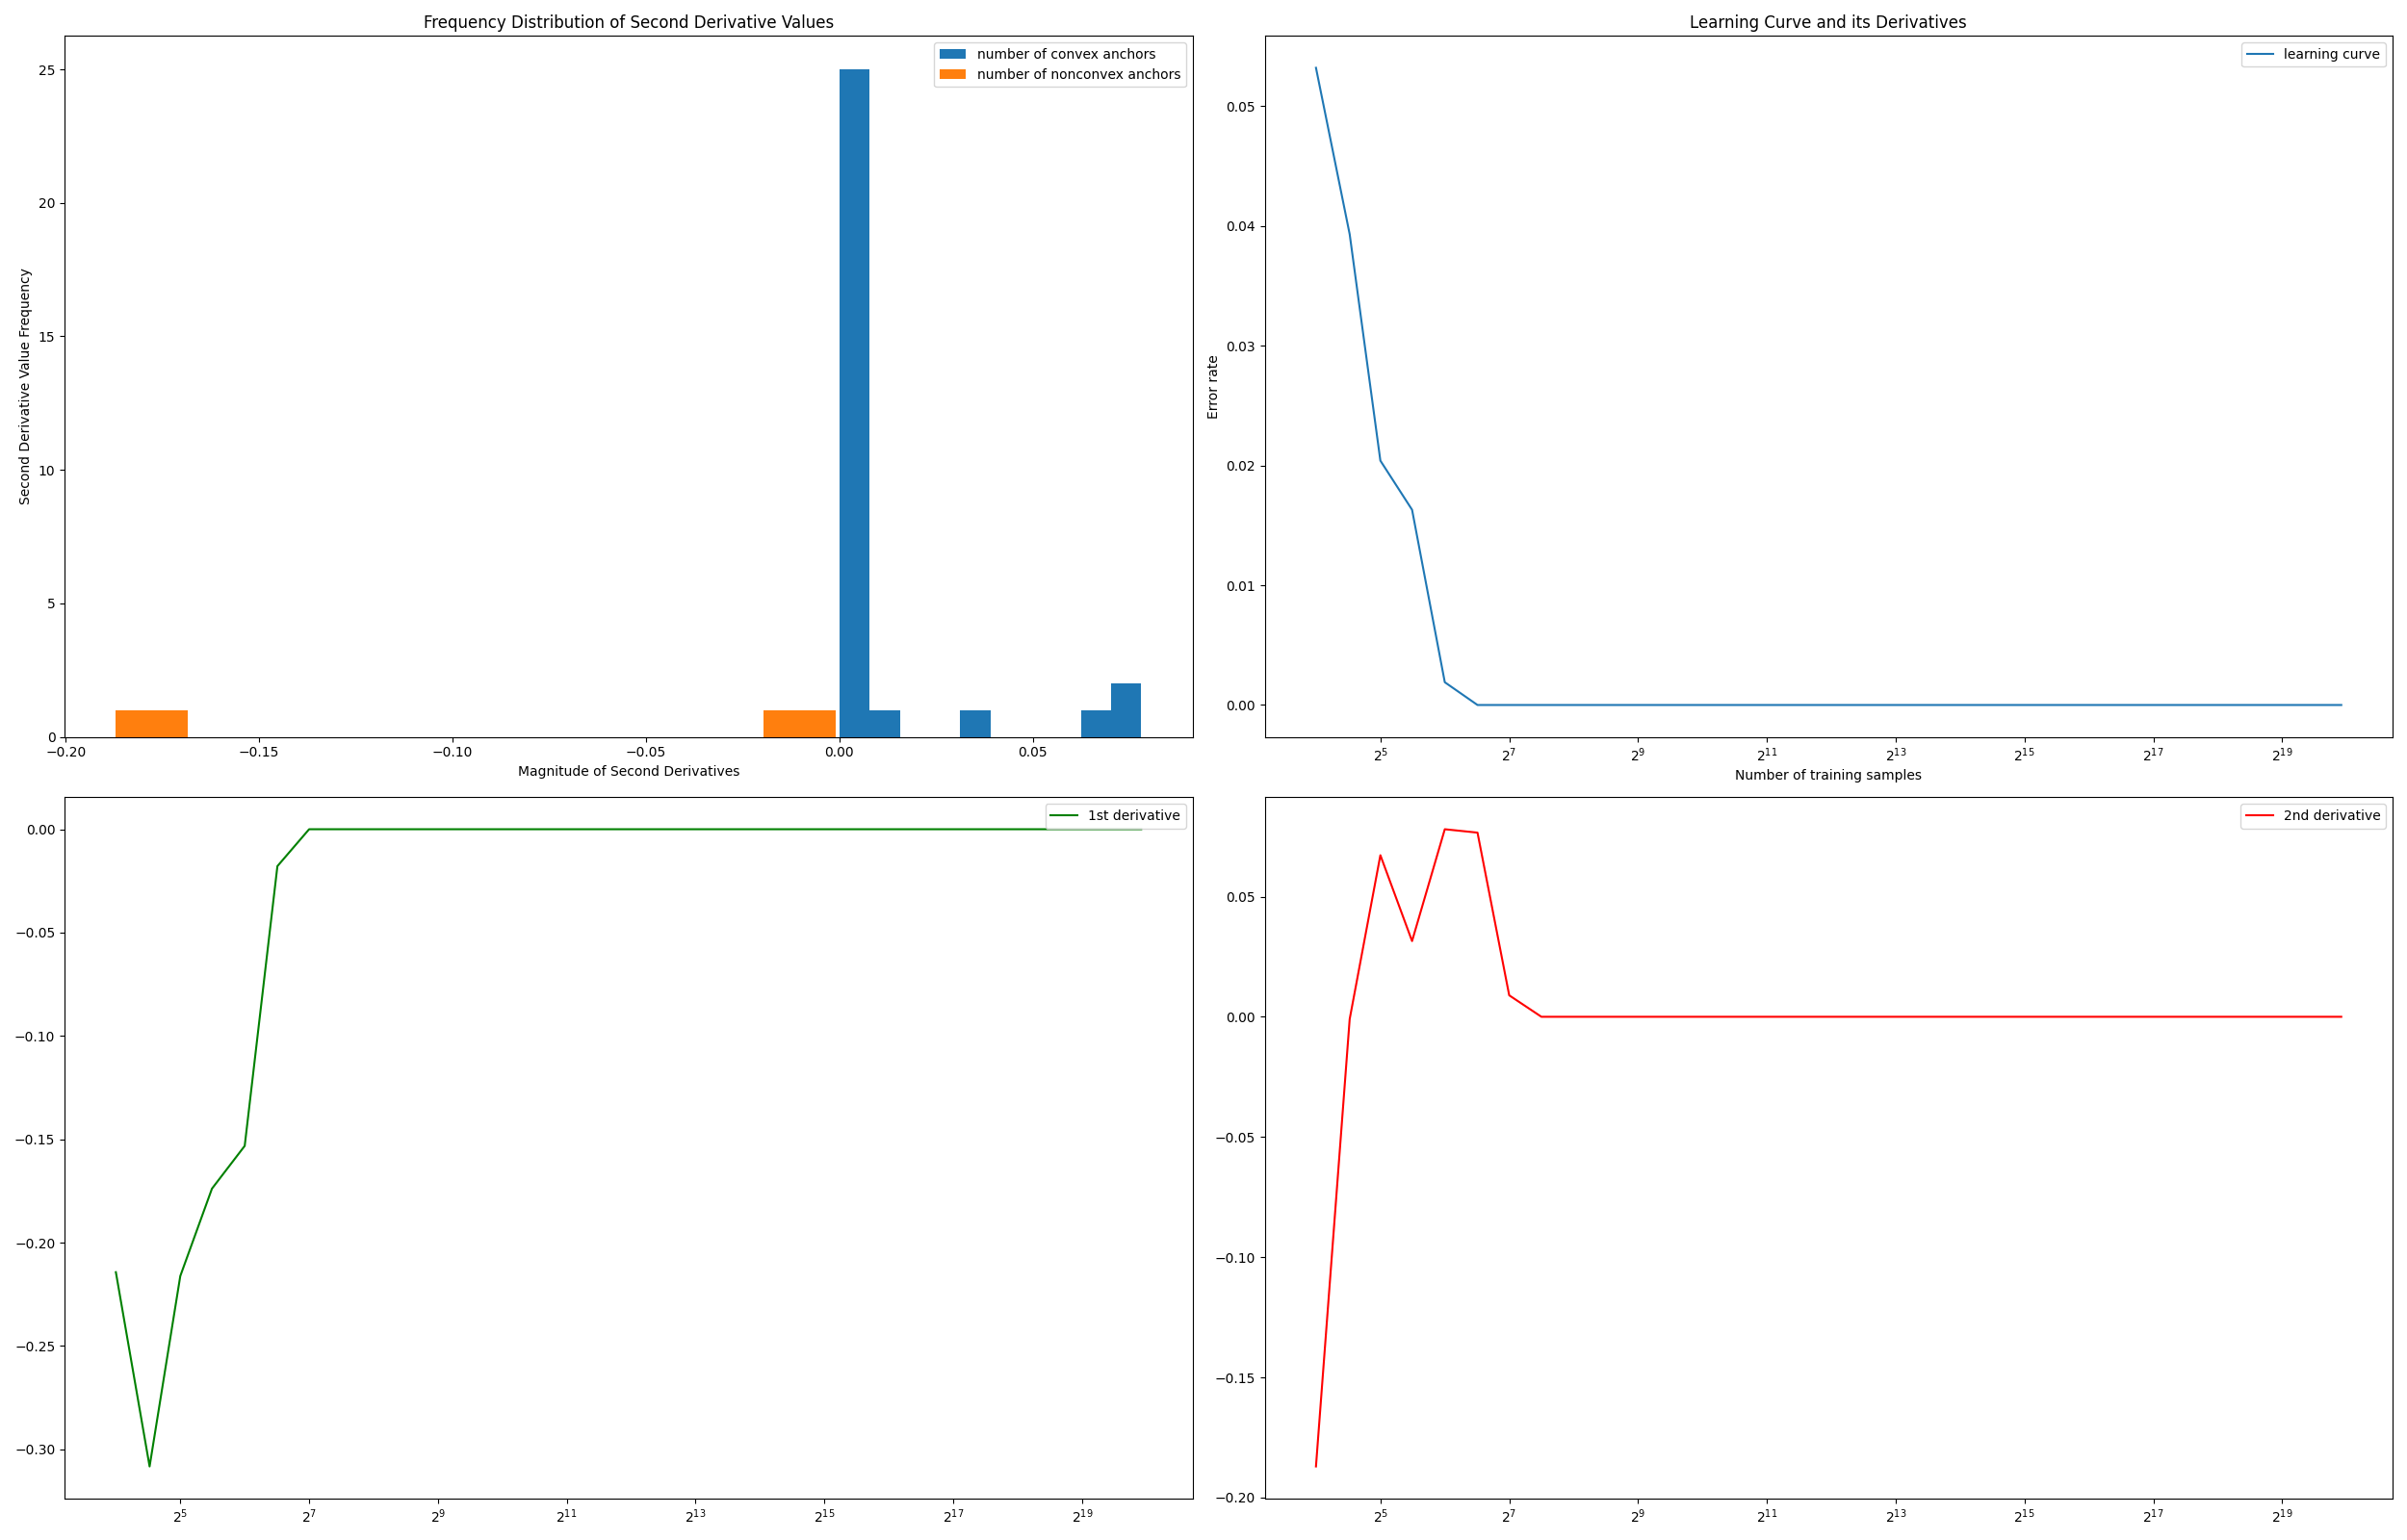 Frequency Distribution of Second Derivative Values
number of convex anchors
number of nonconvex anchors
Second Derivative Value Frequency
25
20
15
10
5
0
−0.20 −0.15 −0.10 −0.05 0.00 0.05
Magnitude of Second Derivatives
Learning Curve and its Derivatives
learning curve
Error rate
0.05
0.04
0.03
0.02
0.01
0.00
2^5 2^7 2^9 2^11 2^13 2^15 2^17 2^19
Number of training samples
1st derivative
0.00
−0.05
−0.10
−0.15
−0.20
−0.25
−0.30
2^5 2^7 2^9 2^11 2^13 2^15 2^17 2^19
2nd derivative
0.05
0.00
−0.05
−0.10
−0.15
−0.20
2^5 2^7 2^9 2^11 2^13 2^15 2^17 2^19